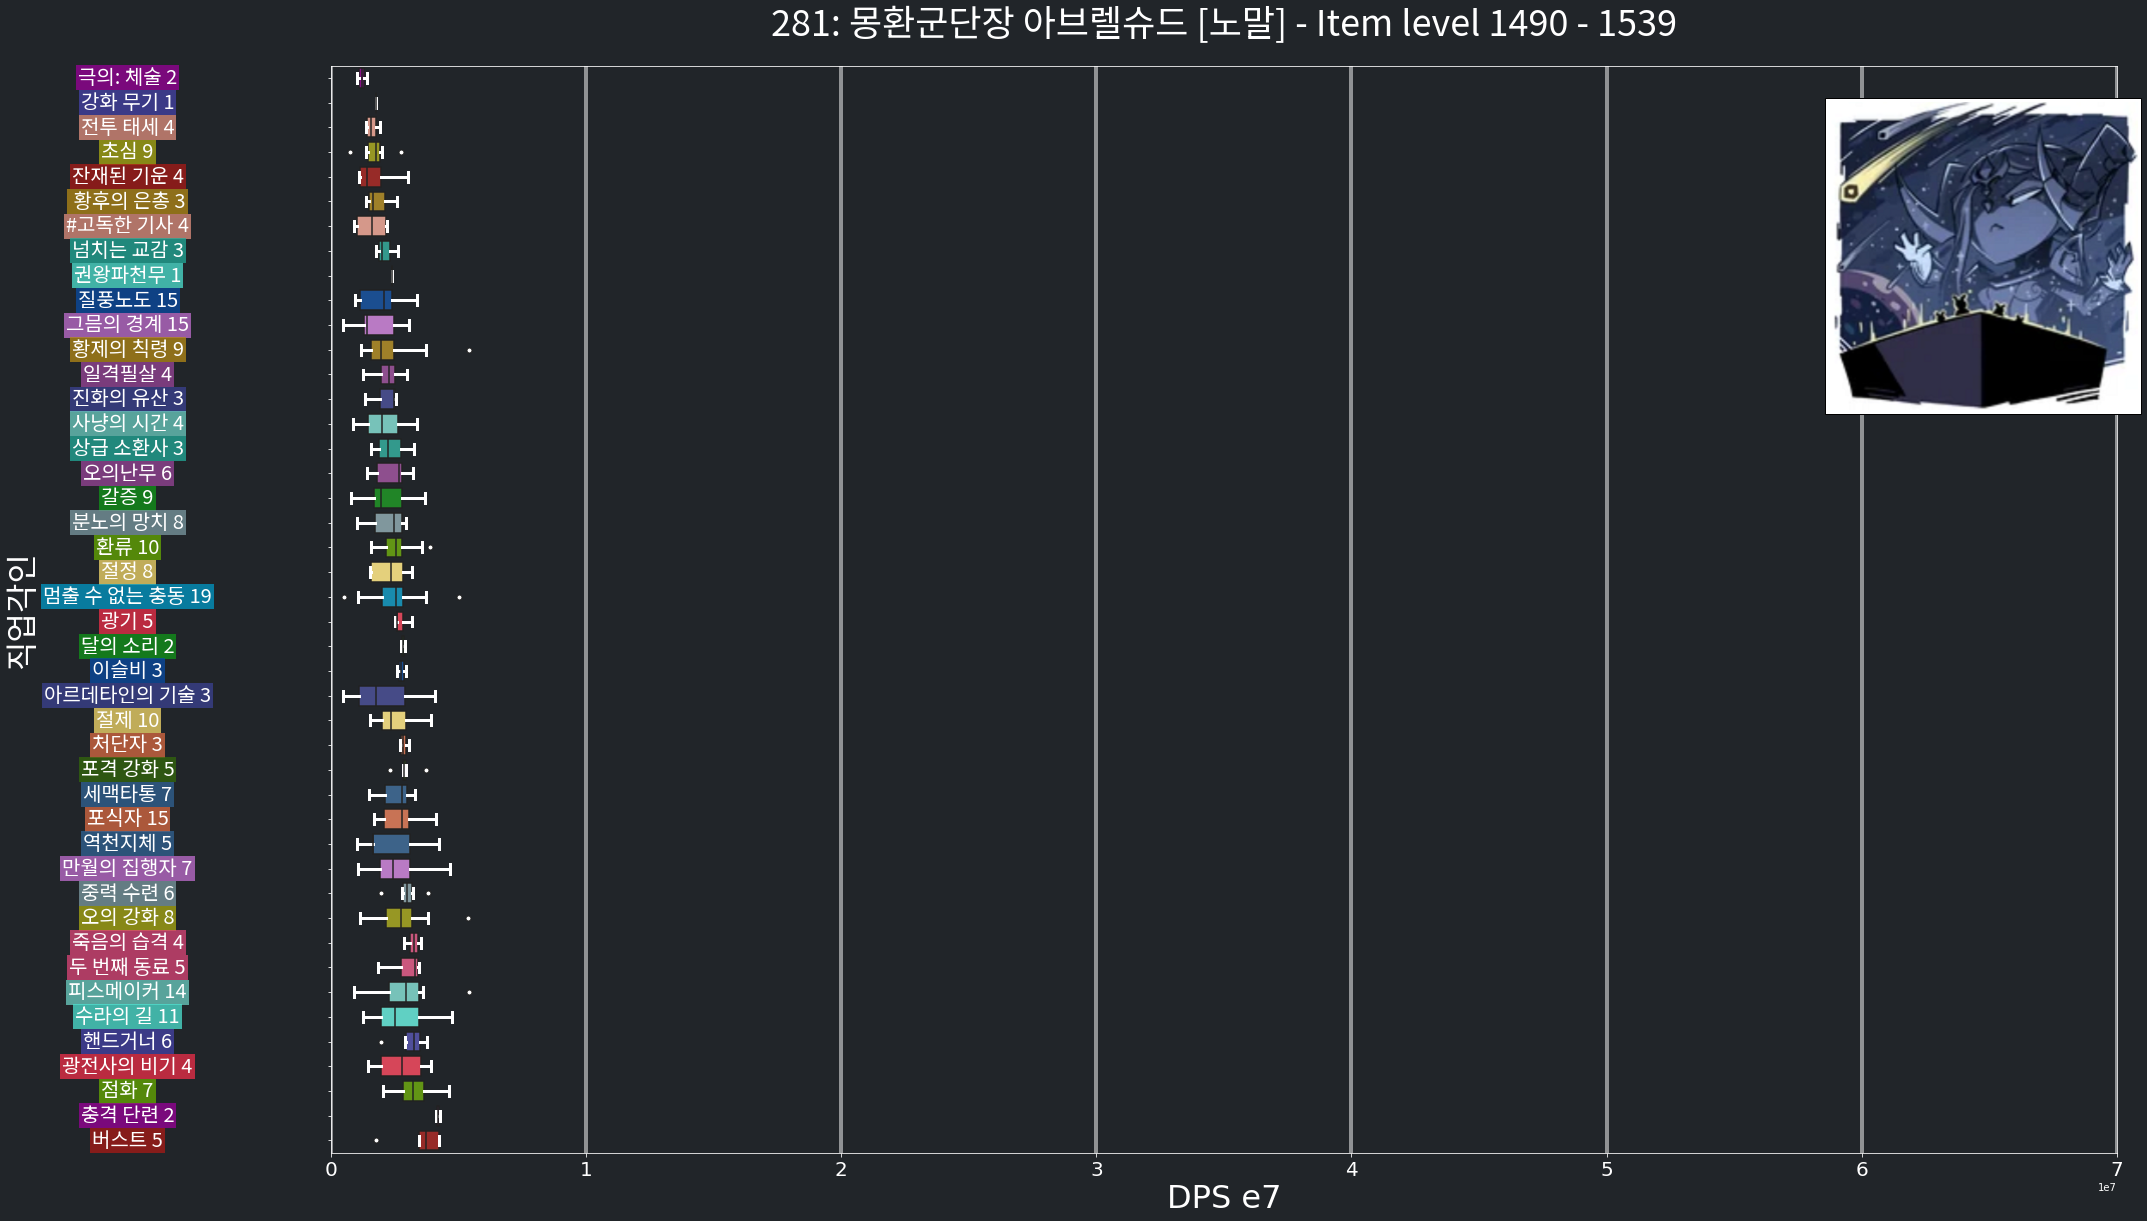 281: 몽환군단장 아브렐슈드 [노말] - Item level 1490 - 1539
직업각인
극의: 체술 2
강화 무기 1
전투 태세 4
초심 9
잔재된 기운 4
황후의 은총 3
#고독한 기사 4
넘치는 교감 3
권왕파천무 1
질풍노도 15
그믐의 경계 15
황제의 칙령 9
일격필살 4
진화의 유산 3
사냥의 시간 4
상급 소환사 3
오의난무 6
갈증 9
분노의 망치 8
환류 10
절정 8
멈출 수 없는 충동 19
광기 5
달의 소리 2
이슬비 3
아르데타인의 기술 3
절제 10
처단자 3
포격 강화 5
세맥타통 7
포식자 15
역천지체 5
만월의 집행자 7
중력 수련 6
오의 강화 8
죽음의 습격 4
두 번째 동료 5
피스메이커 14
수라의 길 11
핸드거너 6
광전사의 비기 4
점화 7
충격 단련 2
버스트 5
0 1 2 3 4 5 6 7
1e7
DPS e7